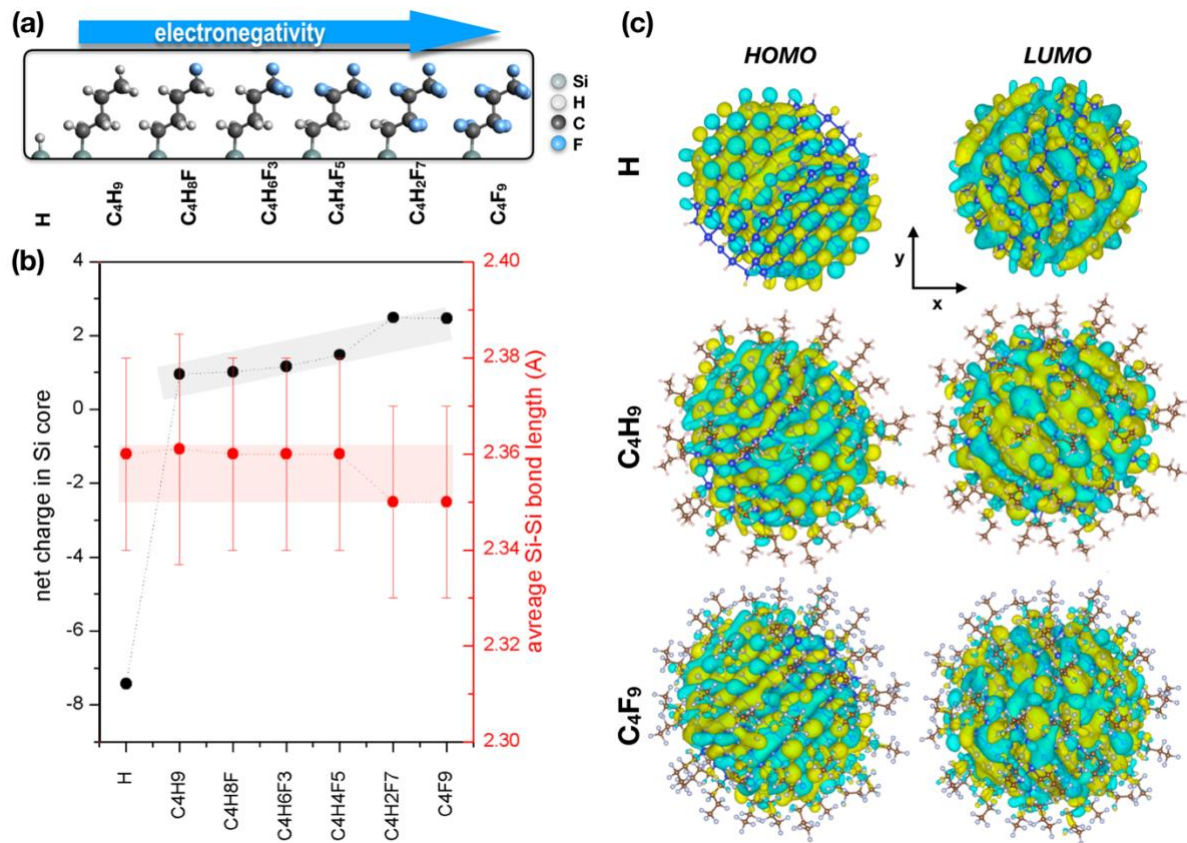 (a)
electronegativity
Si
H
C
F
H
C4H9
C4H8F
C4H6F3
C4H4F5
C4H2F7
C4F9
(b)
net charge in Si core
4
2
0
-2
-4
-6
-8
2.40
2.38
2.36
2.34
2.32
2.30
avreage Si-Si bond length (A)
H
C4H9
C4H8F
C4H6F3
C4H4F5
C4H2F7
C4F9
(c)
HOMO LUMO
H
y
x
C4H9
C4F9